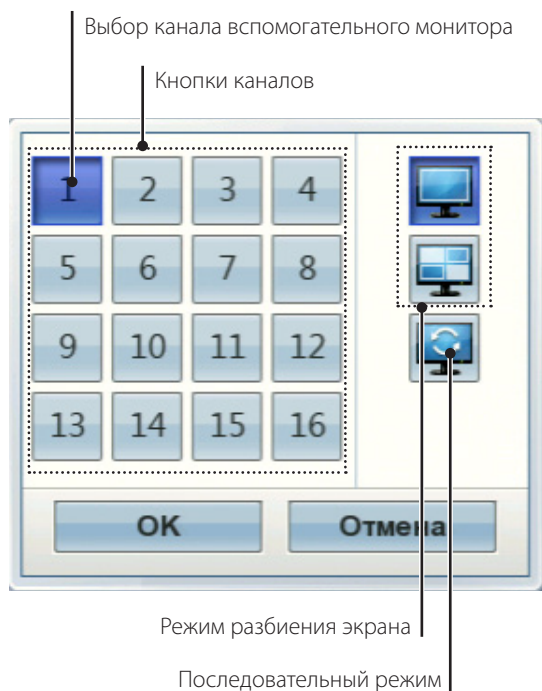 Выбор канала вспомогательного монитора
Кнопки каналов
1 2 3 4
5 6 7 8
9 10 11 12
13 14 15 16
OK Отмена
Режим разбиения экрана
Последовательный режим